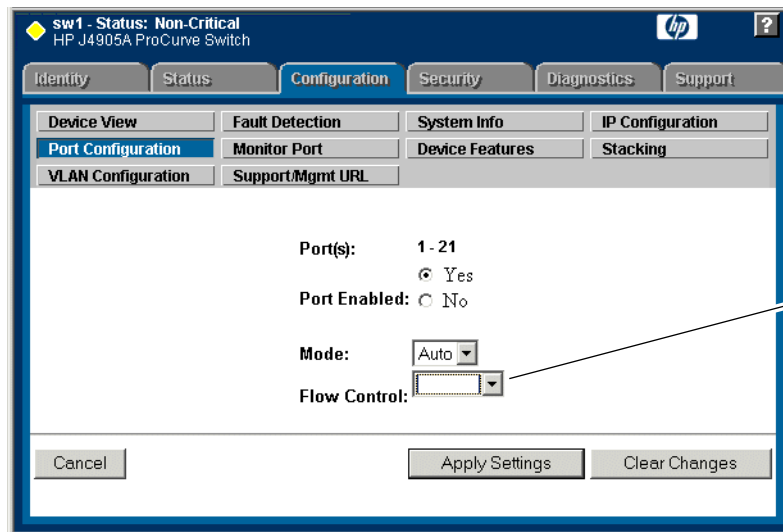 sw1 - Status: Non-Critical
HP J4905A ProCurve Switch
hp
?
Identity Status Configuration Security Diagnostics Support
Device View Fault Detection System Info IP Configuration
Port Configuration Monitor Port Device Features Stacking
VLAN Configuration Support/Mgmt URL
Port(s): 1 - 21
Yes
Port Enabled: No
Mode: Auto
Flow Control:
Cancel Apply Settings Clear Changes